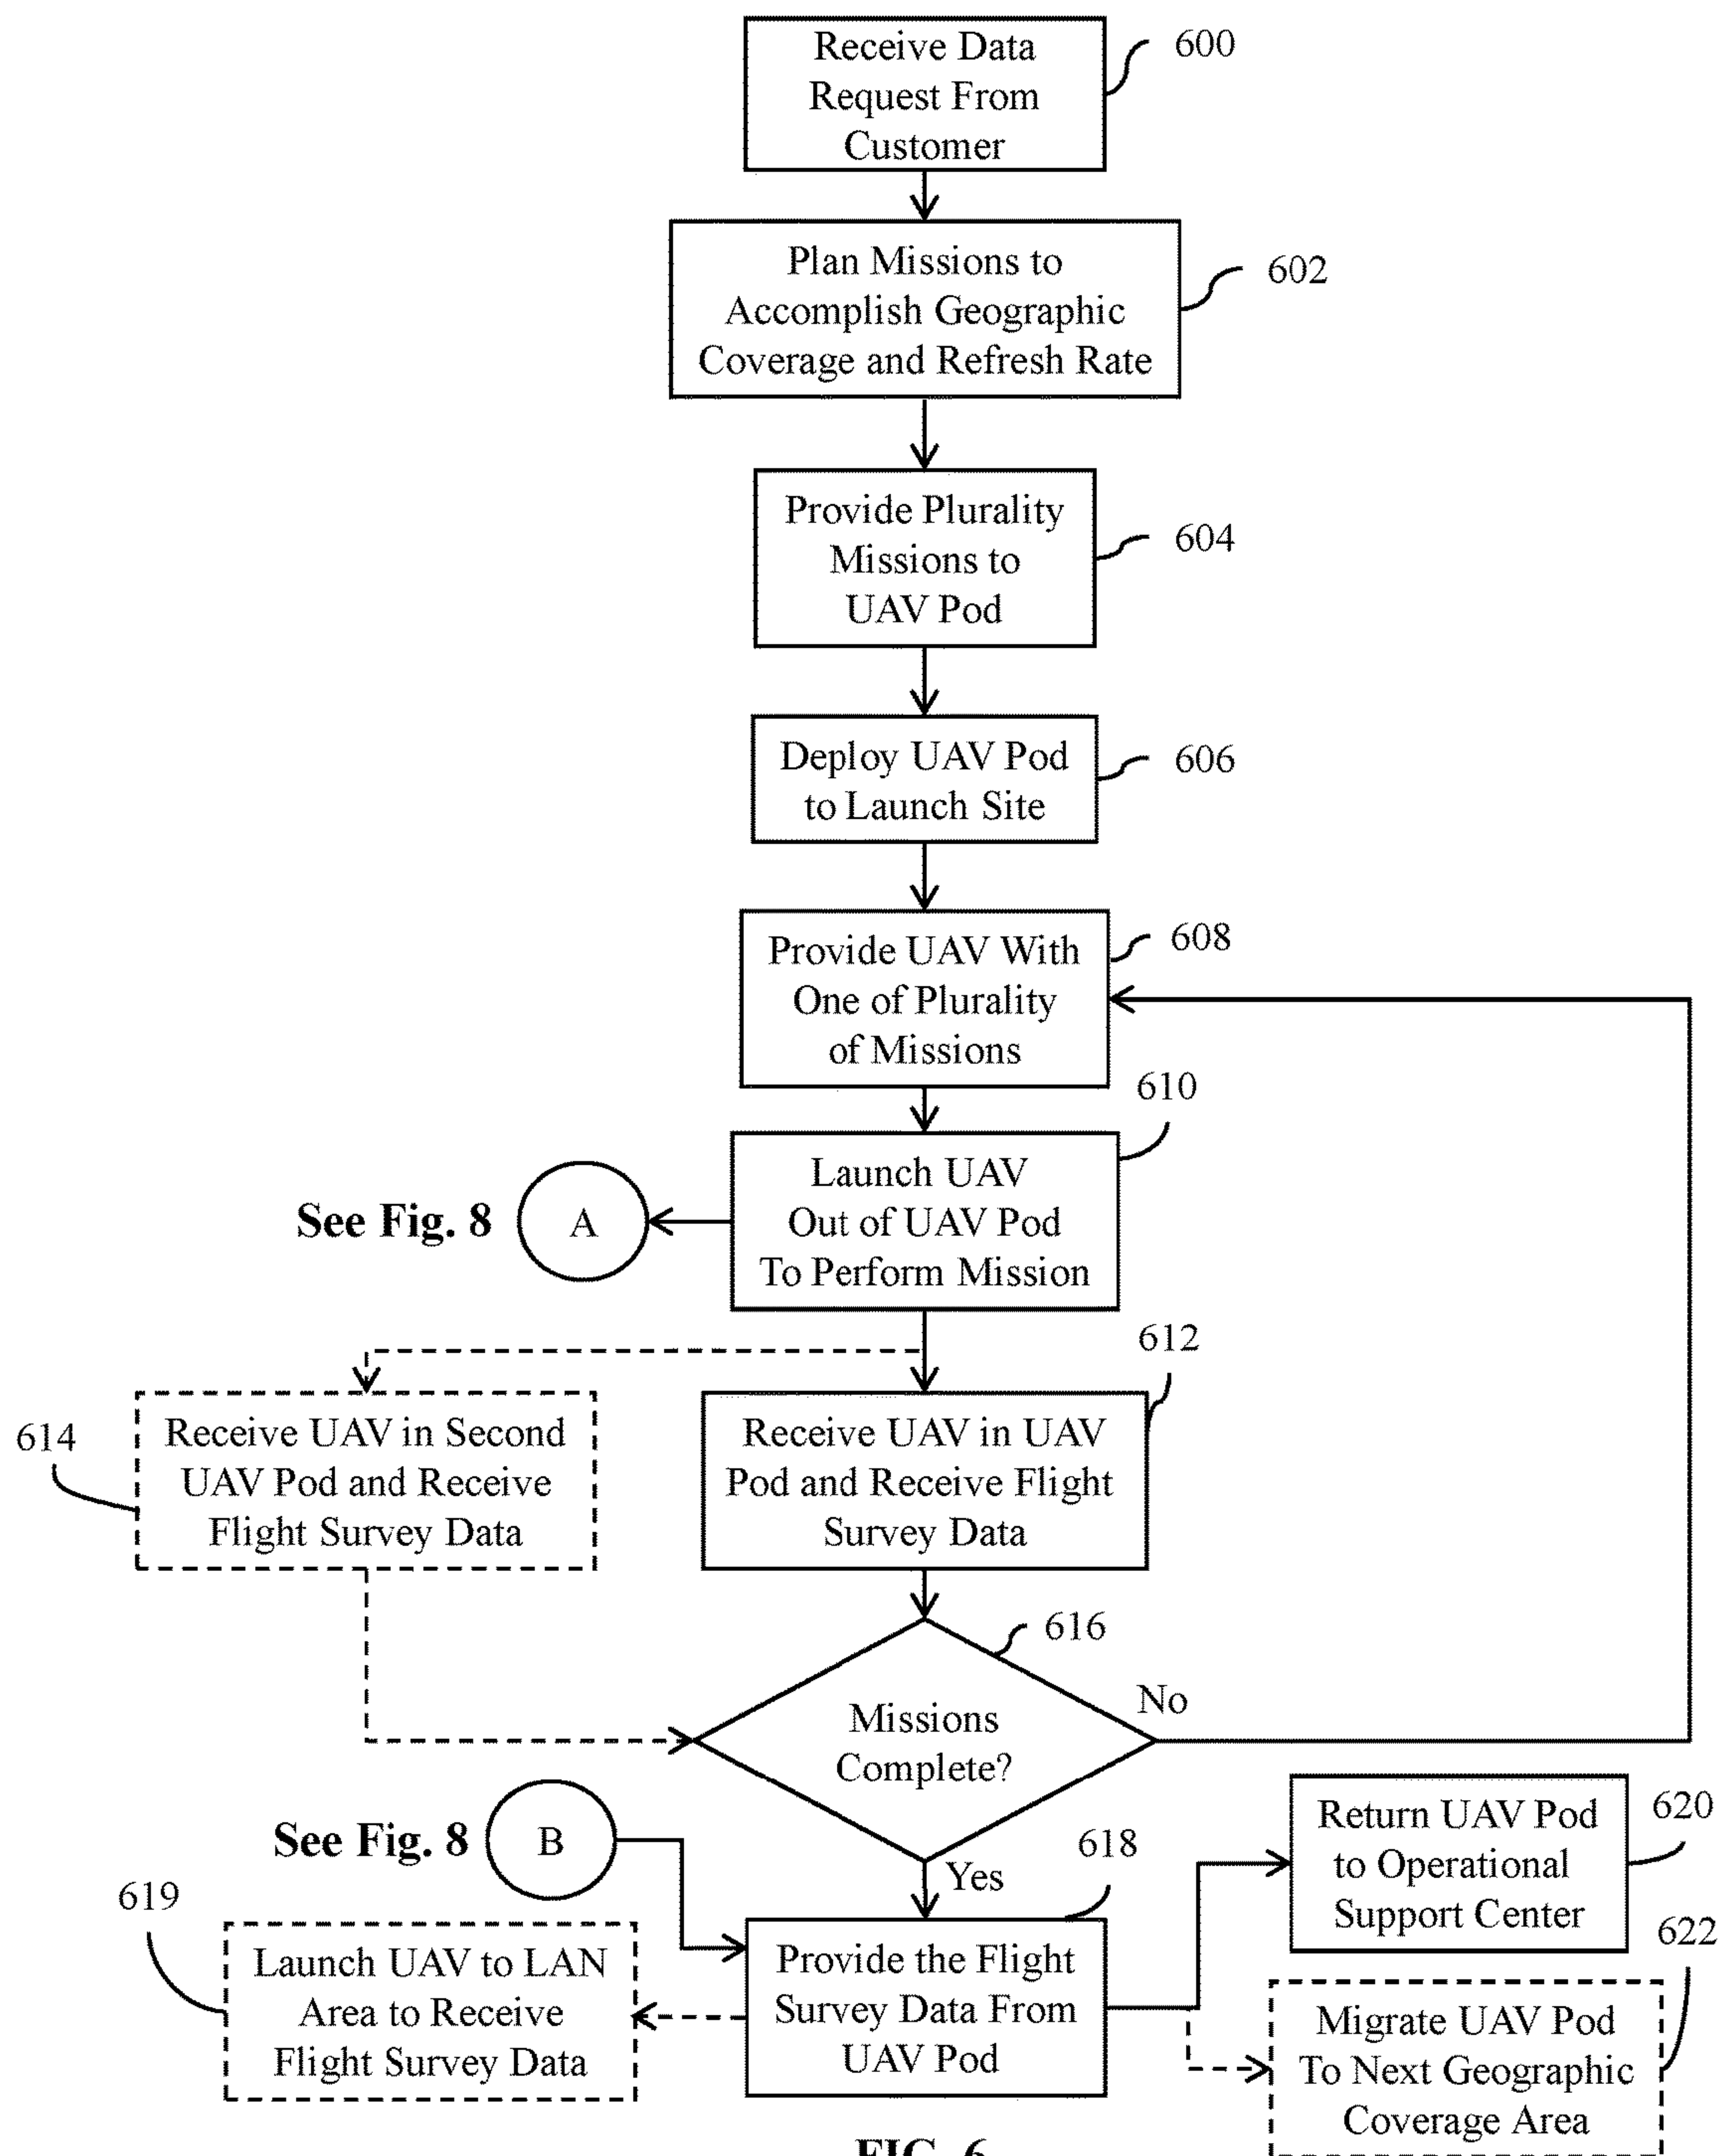 Receive Data
Request From
Customer
600
Plan Missions to
Accomplish Geographic
Coverage and Refresh Rate
602
Provide Plurality
Missions to
UAV Pod
604
Deploy UAV Pod
to Launch Site
606
Provide UAV With
One of Plurality
of Missions
608
610
Launch UAV
Out of UAV Pod
To Perform Mission
See Fig. 8
A
612
614
Receive UAV in Second
UAV Pod and Receive
Flight Survey Data
Receive UAV in UAV
Pod and Receive Flight
Survey Data
616
Missions
Complete?
No
Yes
See Fig. 8
B
618
619
Launch UAV to LAN
Area to Receive
Flight Survey Data
Provide the Flight
Survey Data From
UAV Pod
Return UAV Pod
to Operational
Support Center
620
622
Migrate UAV Pod
To Next Geographic
Coverage Area
FIG. 6